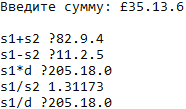 Введите сумму: £35.13.6
s1+s2 ?82.9.4
s1-s2 ?11.2.5
s1*d ?205.18.0
s1/s2 1.31173
s1/d ?205.18.0